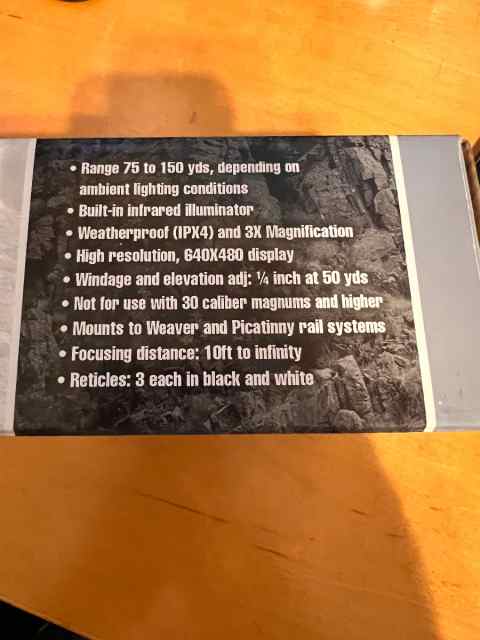 • Range 75 to 150 yds, depending on
ambient lighting conditions
• Built-in infrared illuminator
• Weatherproof (IPX4) and 3X Magnification
• High resolution, 640X480 display
• Windage and elevation adj: ¼ inch at 50 yds
• Not for use with 30 caliber magnums and higher
• Mounts to Weaver and Picatinny rail systems
• Focusing distance: 10ft to infinity
• Reticles: 3 each in black and white